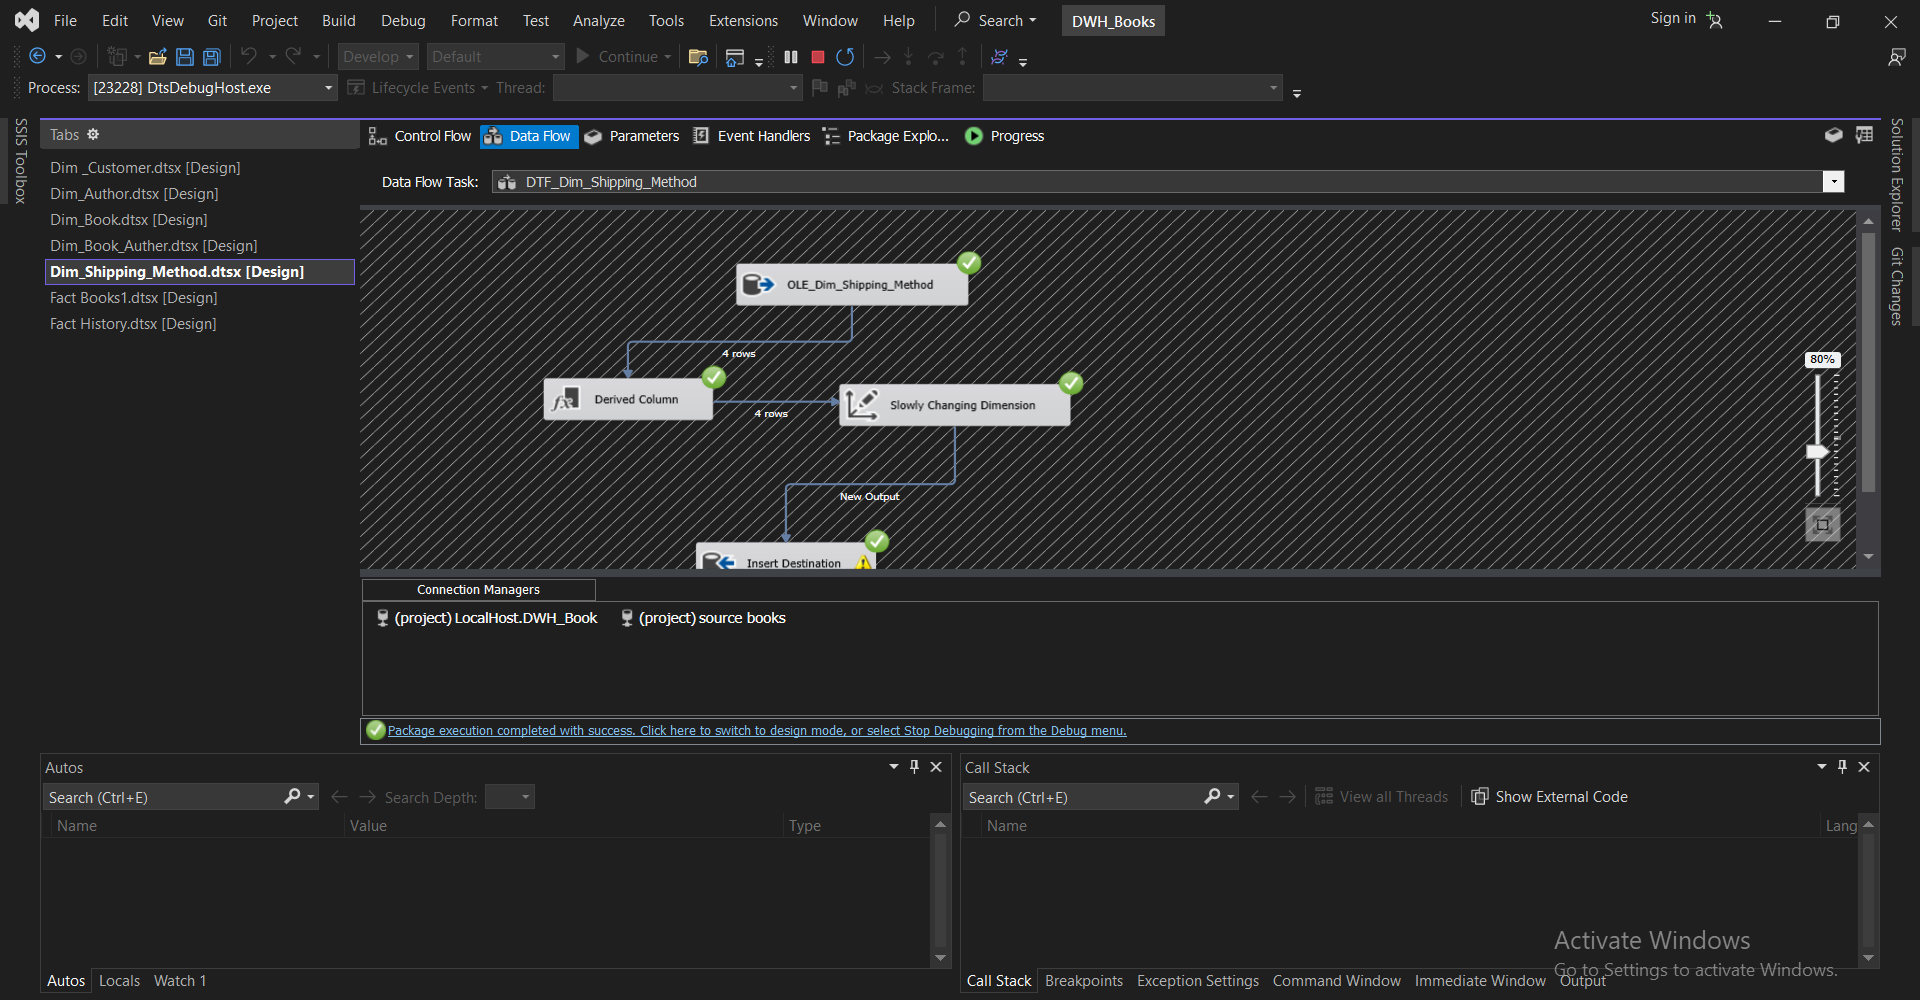 File Edit View Git Project Build Debug Format Test Analyze Tools Extensions Window Help Search DWH_Books Sign in
Develop Default Continue
Process: [23228] DtsDebugHost.exe Lifecycle Events Thread: Stack Frame:
SSIS Toolbox
Tabs
Dim _Customer.dtsx [Design]
Dim_Author.dtsx [Design]
Dim_Book.dtsx [Design]
Dim_Book_Auther.dtsx [Design]
Dim_Shipping_Method.dtsx [Design]
Fact Books1.dtsx [Design]
Fact History.dtsx [Design]
Control Flow Data Flow Parameters Event Handlers Package Explo... Progress
Data Flow Task: DTF_Dim_Shipping_Method
OLE_Dim_Shipping_Method
4 rows
Derived Column
4 rows
Slowly Changing Dimension
New Output
Insert Destination
80%
Solution Explorer
Git Changes
Connection Managers
(project) LocalHost.DWH_Book (project) source books
Package execution completed with success. Click here to switch to design mode, or select Stop Debugging from the Debug menu.
Autos
Search (Ctrl+E) Search Depth:
Name Value Type
Autos Locals Watch 1
Call Stack
Search (Ctrl+E) View all Threads Show External Code
Name Lang
Activate Windows
Go to Settings to activate Windows.
Call Stack Breakpoints Exception Settings Command Window Immediate Window Output